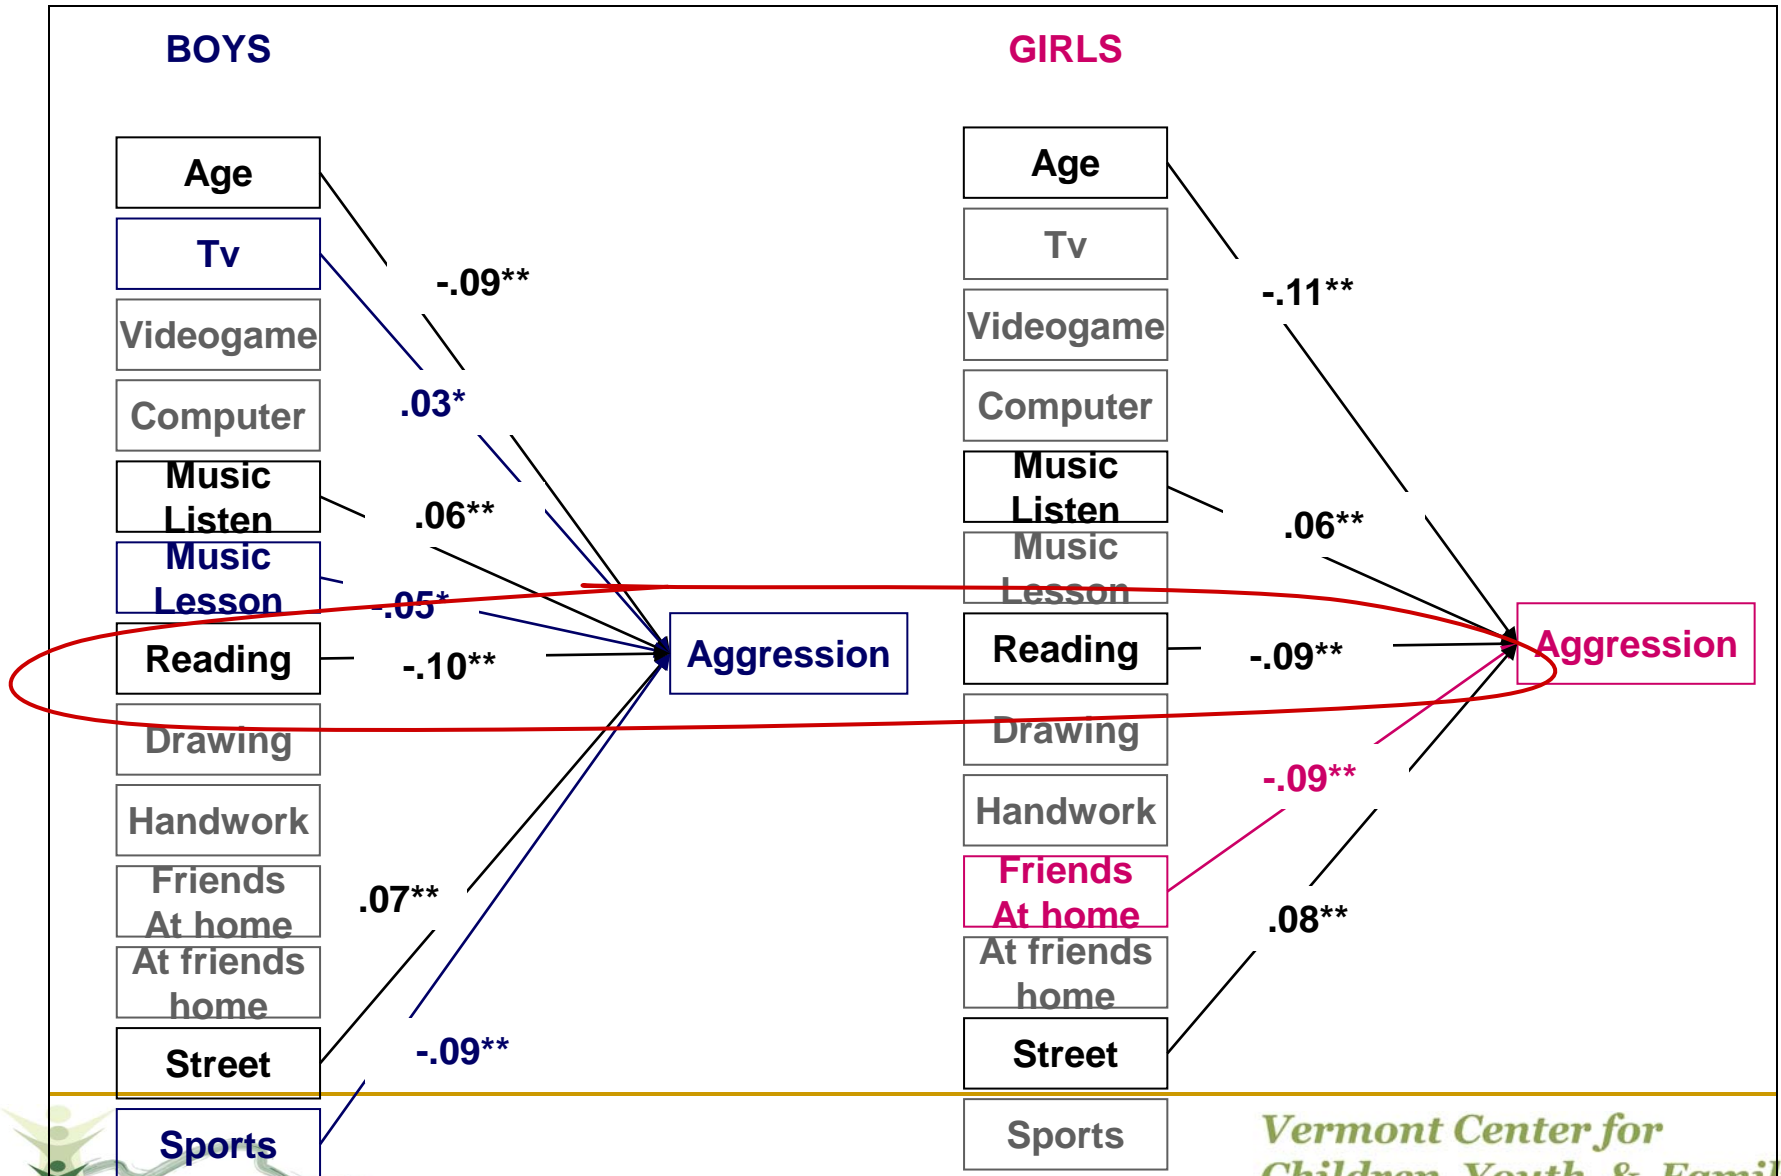 BOYS
Age
Tv
Videogame
Computer
Music
Listen
Music
Lesson
Reading
Drawing
Handwork
Friends
At home
At friends
home
Street
Sports
-.09**
.03*
.06**
-.05*
-.10**
.07**
-.09**
Aggression
GIRLS
Age
Tv
Videogame
Computer
Music
Listen
Music
Lesson
Reading
Drawing
Handwork
Friends
At home
At friends
home
Street
Sports
-.11**
.06**
-.09**
-.09**
.08**
Aggression
Vermont Center for
Children, Youth & Famil